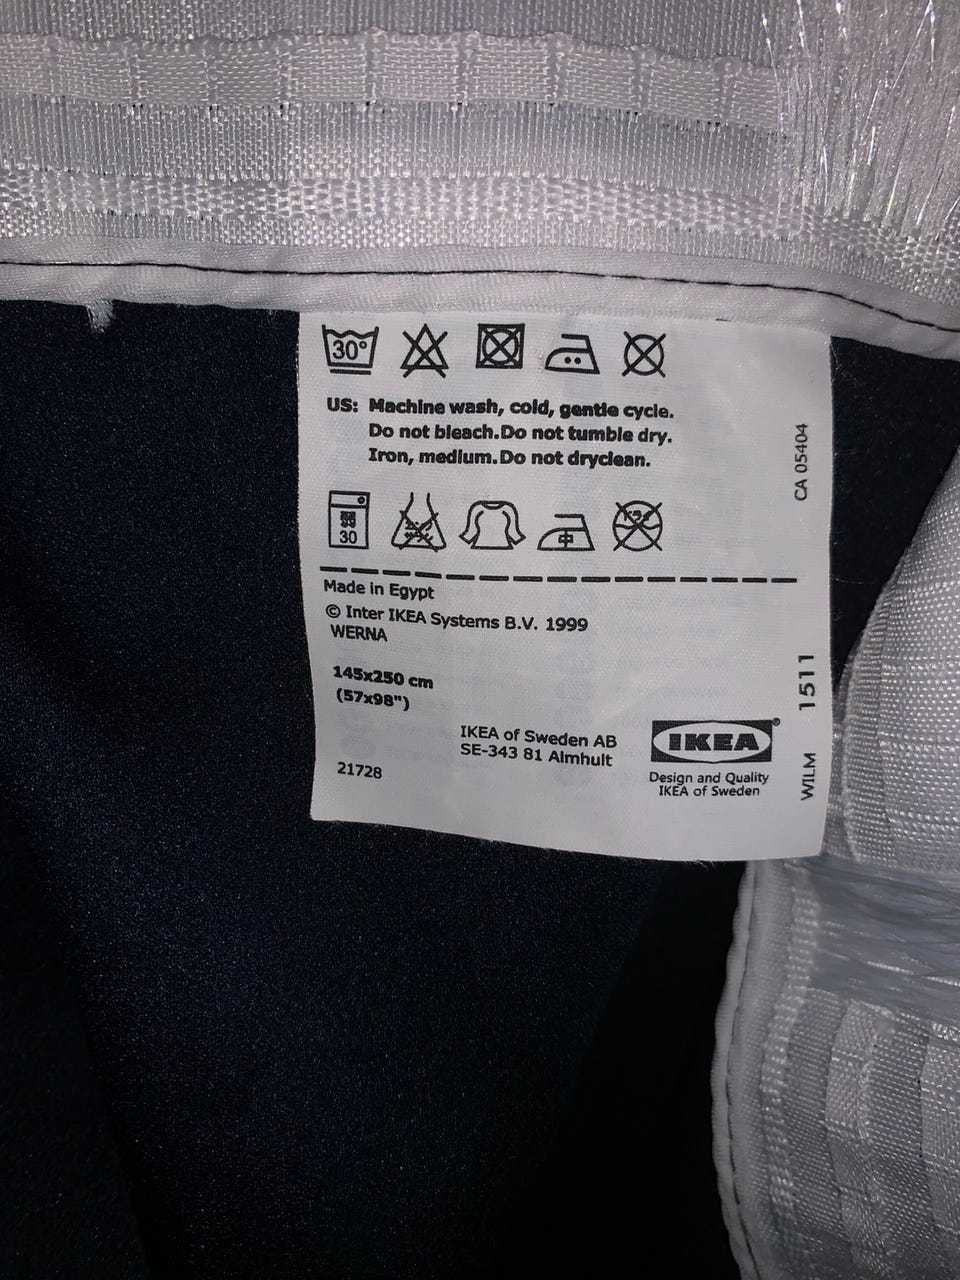 30°
US: Machine wash, cold, gentle cycle.
Do not bleach.Do not tumble dry.
Iron, medium.Do not dryclean.
30
中
Made in Egypt
© Inter IKEA Systems B.V. 1999
WERNA
145x250 cm
(57x98")
IKEA of Sweden AB
SE-343 81 Almhult
21728
IKEA®
Design and Quality
IKEA of Sweden
CA 05404
1511
WILM